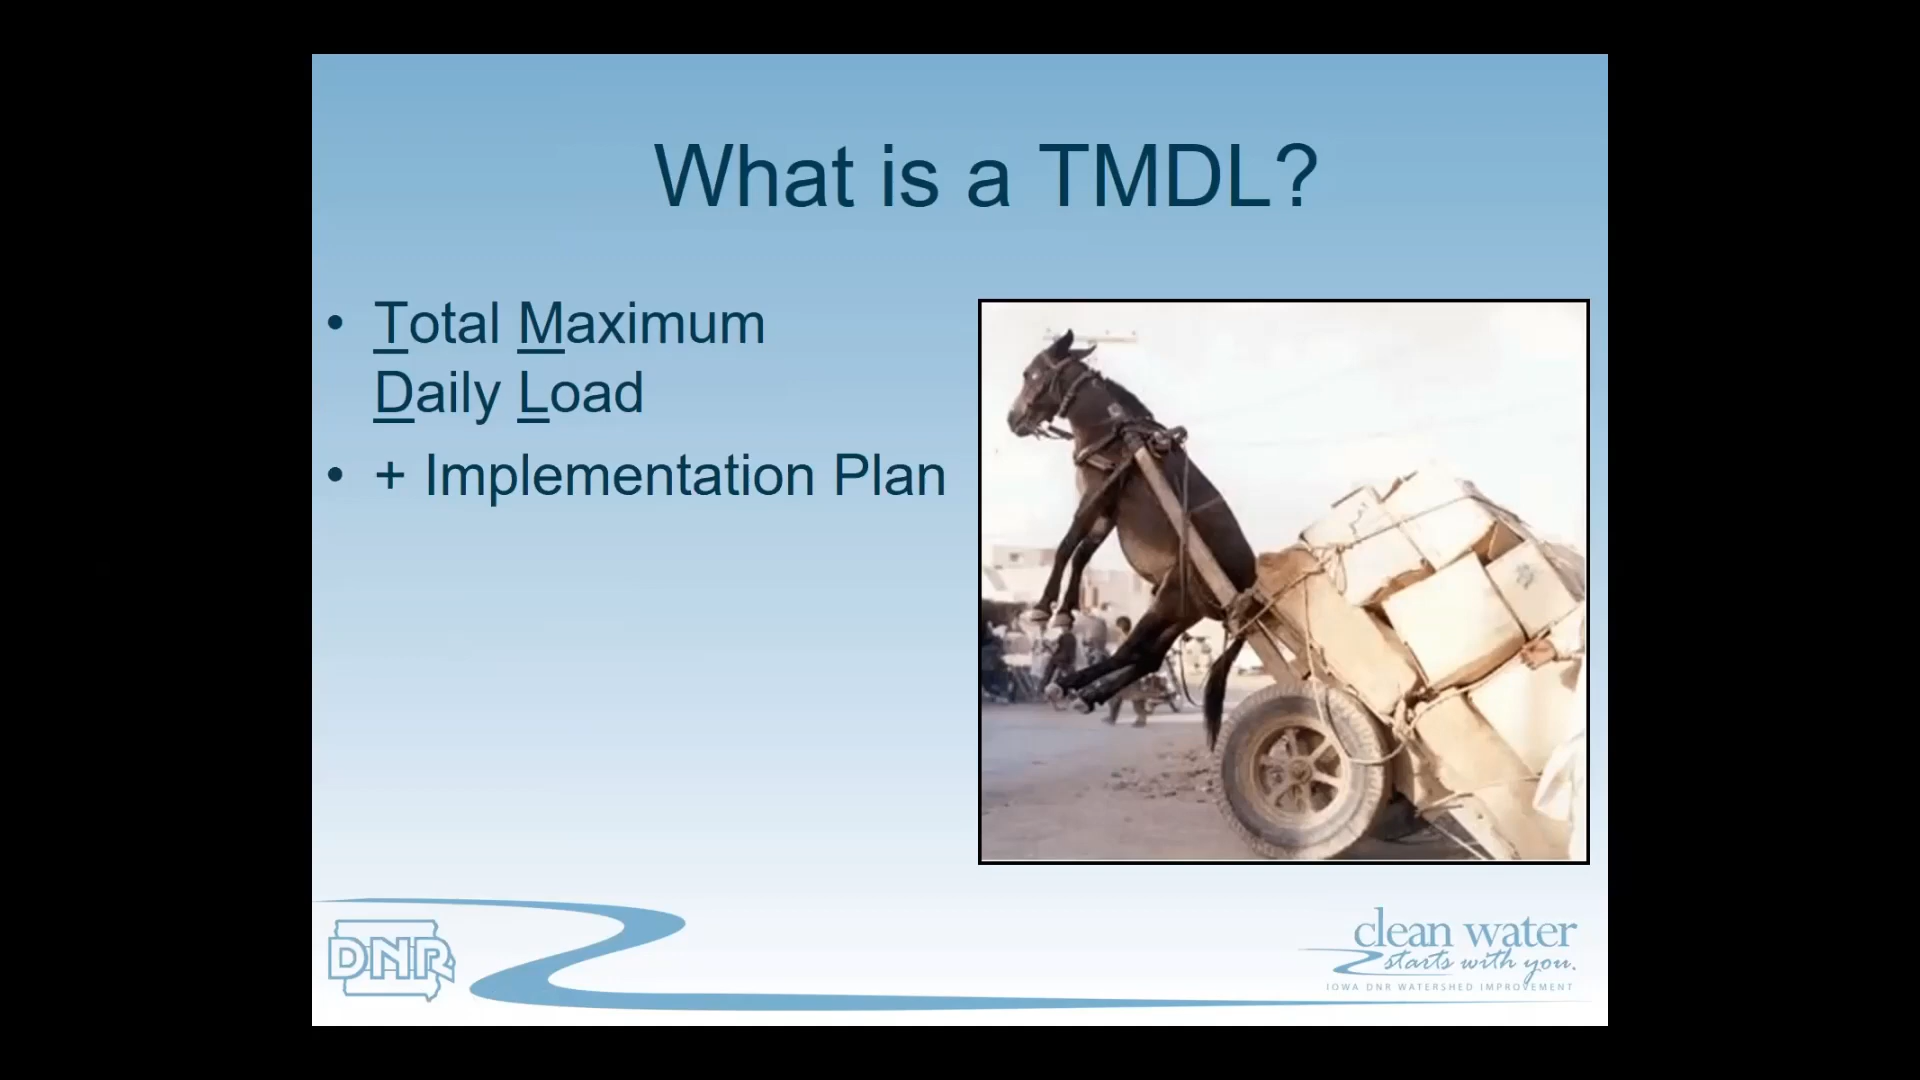 What is a TMDL?
• Total Maximum
Daily Load
• + Implementation Plan
DNR
clean water
starts with you.
IOWA DNR WATERSHED IMPROVEMENT